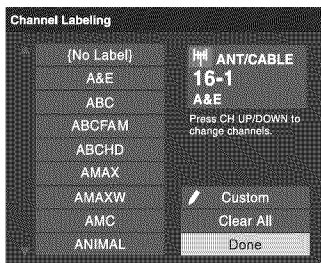 Channel Labeling
{No Label}
A&E
ABC
ABCFAM
ABCHD
AMAX
AMAXW
AMC
ANIMAL
ANT/CABLE
16-1
A&E
Press CH UP/DOWN to
change channels.
Custom
Clear All
Done